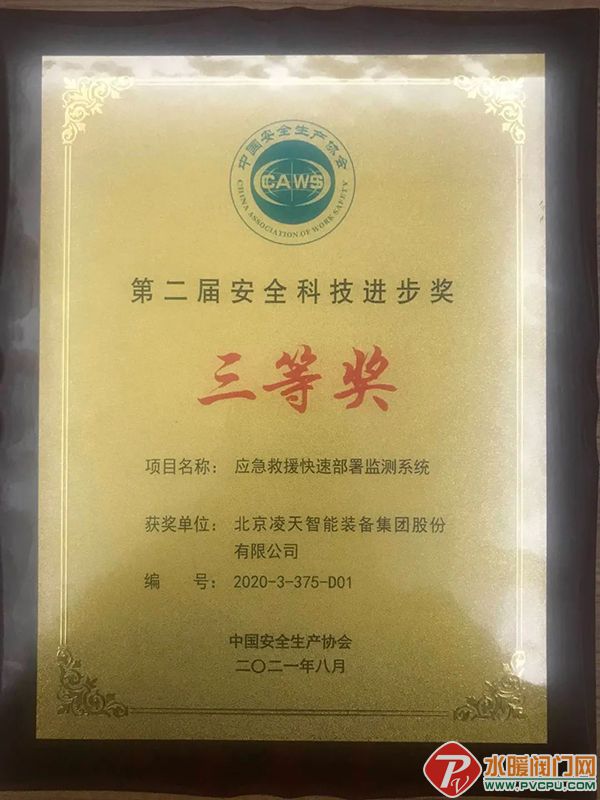 中国安全生产协会
CAWS
CHINA ASSOCIATION OF WORK SAFETY
第二届安全科技进步奖
三等奖
项目名称：应急救援快速部署监测系统
获奖单位：北京凌天智能装备集团股份
有限公司
编 号：2020-3-375-D01
中国安全生产协会
二〇二一年八月
水暖阀门网
WWW.PVCPU.COM